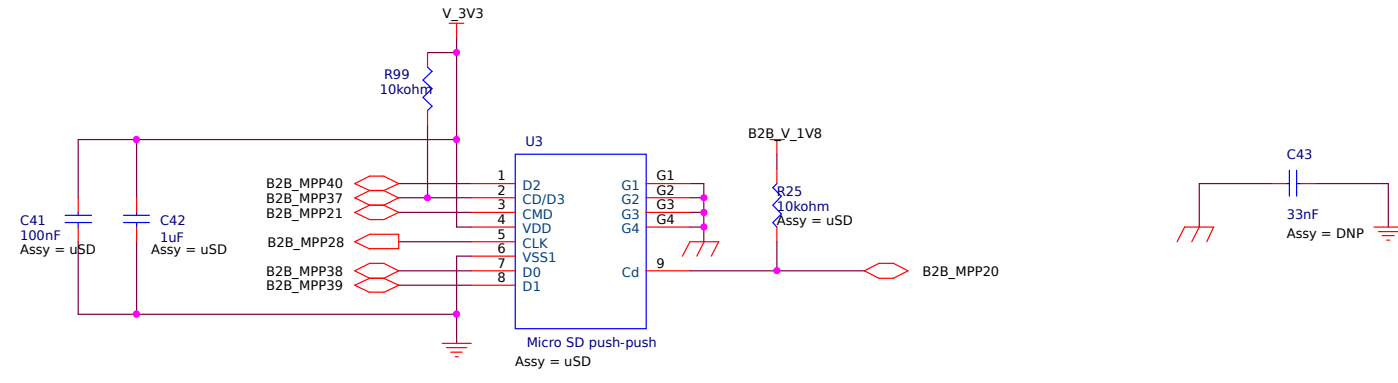 V_3V3
R99
10kohm
U3
B2B_V_1V8
C43
B2B_MPP40
1
D2
G1
G1
B2B_MPP37
2
CD/D3
G2
G2
R25
B2B_MPP21
3
CMD
G3
G3
10kohm
C41
C42
4
VDD
G4
G4
Assy = uSD
33nF
100nF
1uF
B2B_MPP28
5
CLK
Assy = DNP
Assy = uSD
Assy = uSD
6
VSS1
B2B_MPP38
7
D0
Cd
9
B2B_MPP20
B2B_MPP39
8
D1
Micro SD push-push
Assy = uSD